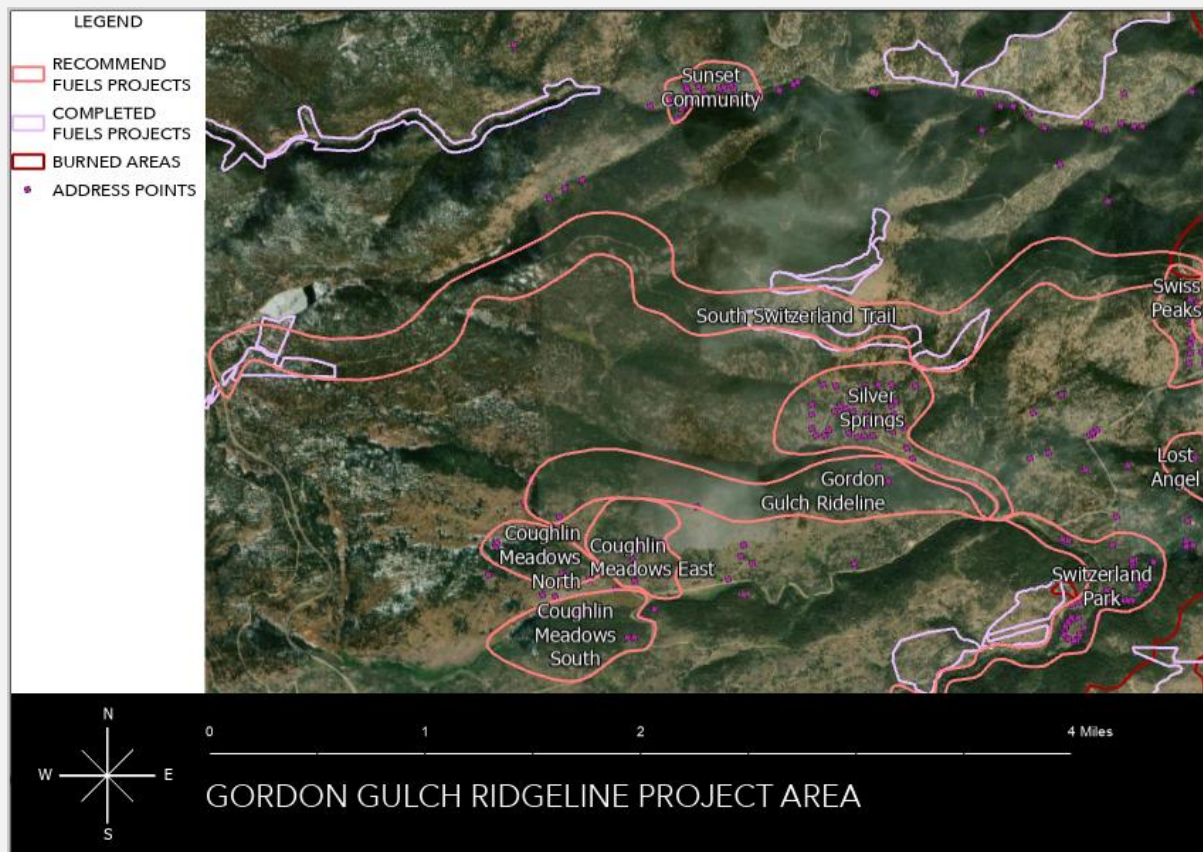 LEGEND
RECOMMEND
FUELS PROJECTS
COMPLETED
FUELS PROJECTS
BURNED AREAS
ADDRESS POINTS
Sunset
Community
South Switzerland Trail
Swiss
Peaks
Silver
Springs
Lost
Angel
Gordon
Gulch Rideline
Coughlin
Meadows
North
Coughlin
Meadows East
Switzerland
Park
Coughlin
Meadows
South
N
W E
S
0 1 2 4 Miles
GORDON GULCH RIDGELINE PROJECT AREA